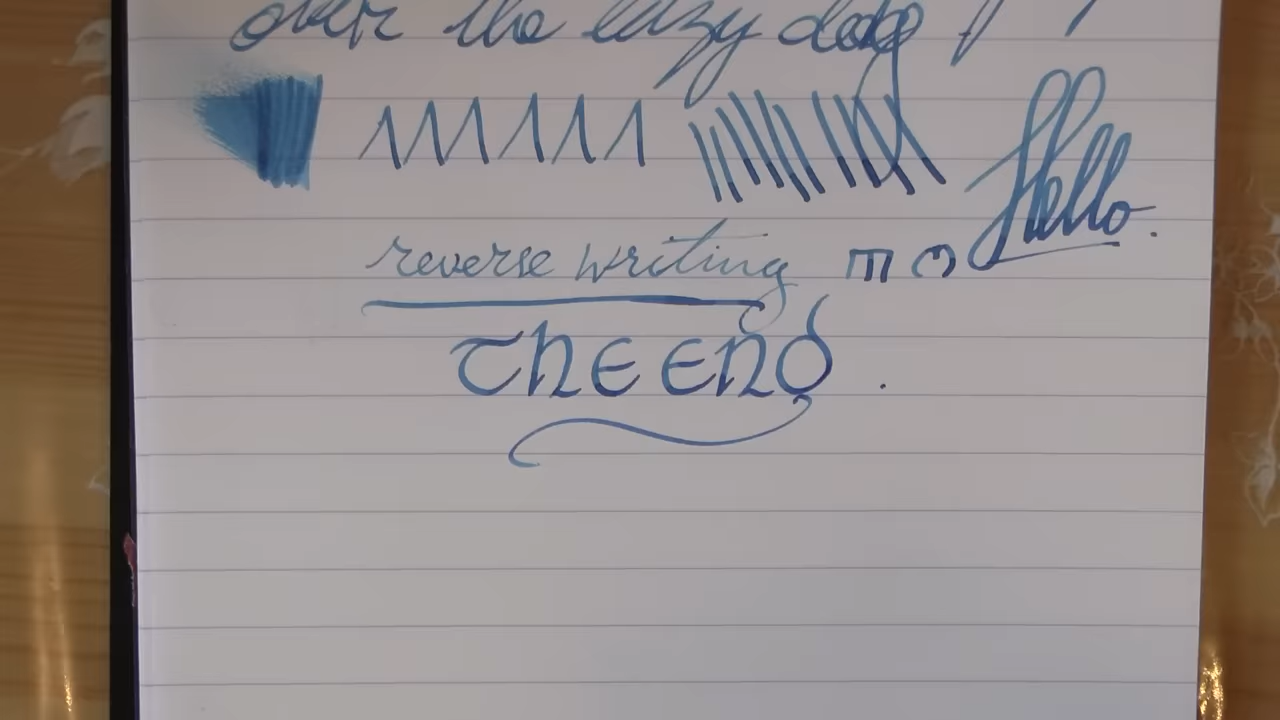 over the lazy dog
Hello.
reverse writing m
The End.